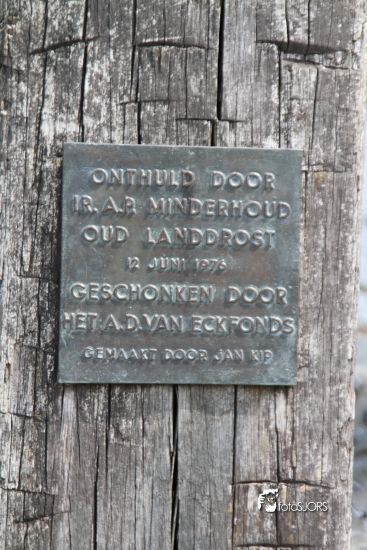 ONTHULD DOOR
IR. A.P. MINDERHOUD
OUD LANDDROST
12 JUNI 1976
GESCHONKEN DOOR
HET A.D. VAN ECKFONDS
GEMAAKT DOOR JAN KIP
fotoSJORS